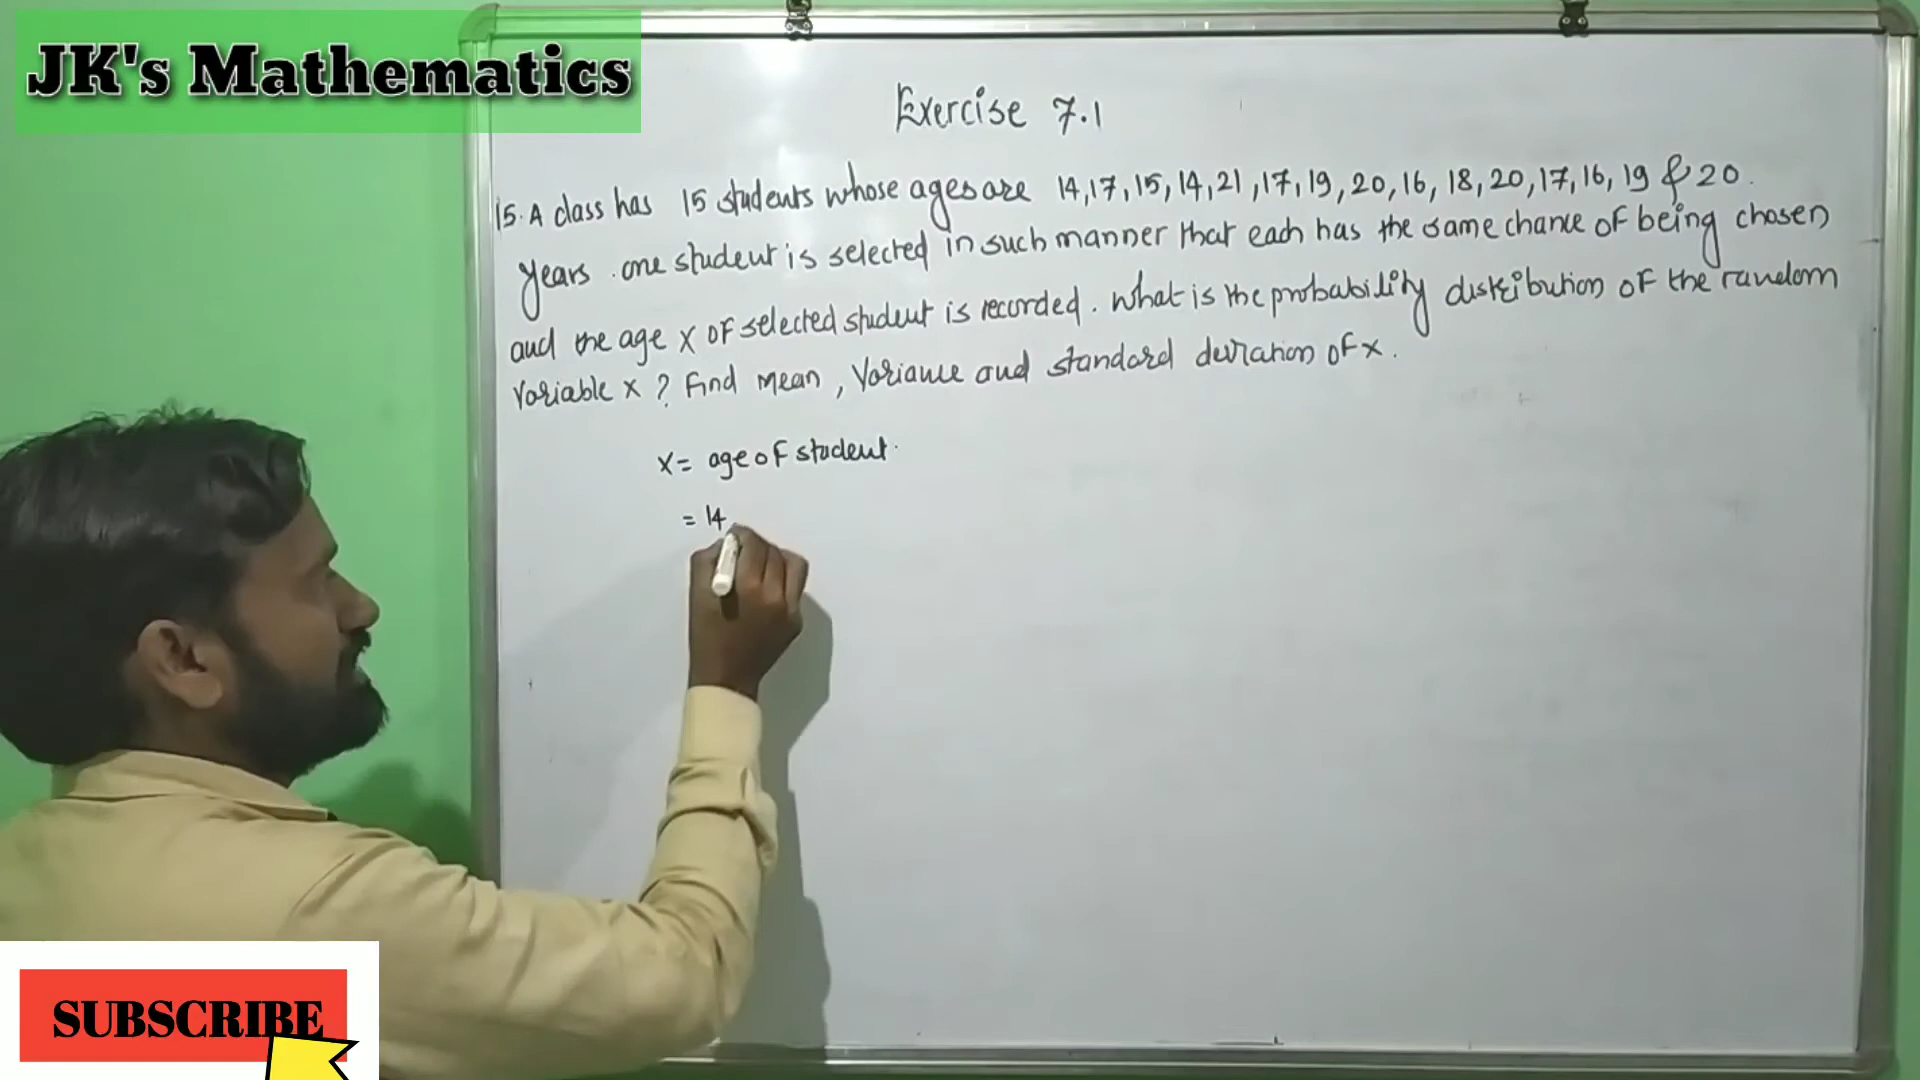 JK's Mathematics
Exercise 7.1
15. A class has 15 students whose ages are 14, 17, 15, 14, 21, 17, 19, 20, 16, 18, 20, 17, 16, 19 & 20.
years. one student is selected in such manner that each has the same chance of being chosen
and the age X of selected student is recorded. What is the probability distribution of the random
variable X ? Find mean, Variance and standard deviation of X.
X = age of student.
= 14
SUBSCRIBE